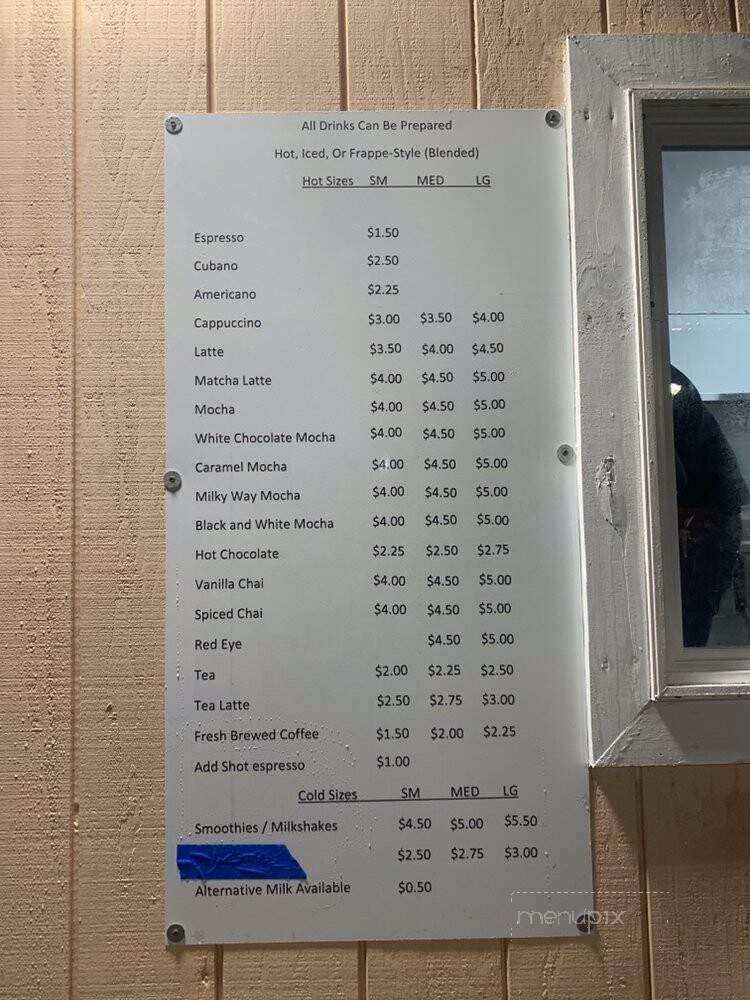 All Drinks Can Be Prepared
Hot, Iced, Or Frappe-Style (Blended)
Hot Sizes SM MED LG
Espresso $1.50
Cubano $2.50
Americano $2.25
Cappuccino $3.00 $3.50 $4.00
Latte $3.50 $4.00 $4.50
Matcha Latte $4.00 $4.50 $5.00
Mocha $4.00 $4.50 $5.00
White Chocolate Mocha $4.00 $4.50 $5.00
Caramel Mocha $4.00 $4.50 $5.00
Milky Way Mocha $4.00 $4.50 $5.00
Black and White Mocha $4.00 $4.50 $5.00
Hot Chocolate $2.25 $2.50 $2.75
Vanilla Chai $4.00 $4.50 $5.00
Spiced Chai $4.00 $4.50 $5.00
Red Eye $4.50 $5.00
Tea $2.00 $2.25 $2.50
Tea Latte $2.50 $2.75 $3.00
Fresh Brewed Coffee $1.50 $2.00 $2.25
Add Shot espresso $1.00
Cold Sizes SM MED LG
Smoothies / Milkshakes $4.50 $5.00 $5.50
$2.50 $2.75 $3.00
Alternative Milk Available $0.50
menupix